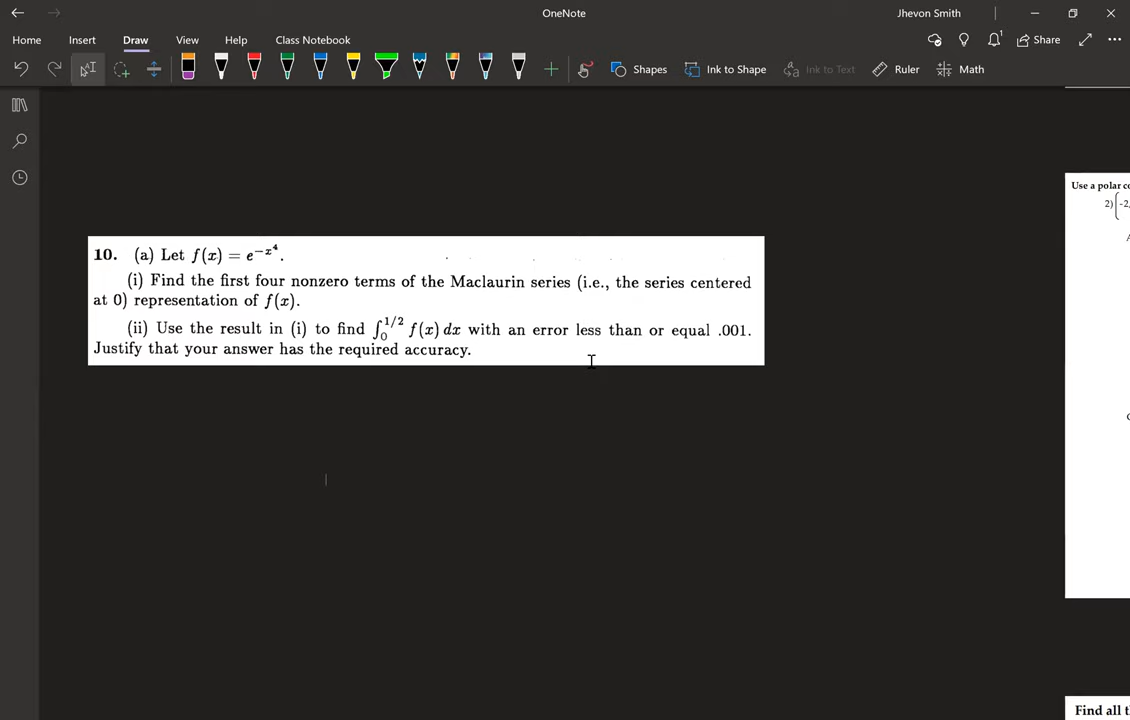 OneNote
Jhevon Smith
Home Insert Draw View Help Class Notebook
Share
Shapes Ink to Shape Ink to Text Ruler Math
10. (a) Let f(x) = e^{-x^4}.
(i) Find the first four nonzero terms of the Maclaurin series (i.e., the series centered
at 0) representation of f(x).
(ii) Use the result in (i) to find ∫_0^{1/2} f(x) dx with an error less than or equal .001.
Justify that your answer has the required accuracy.
Use a polar co
2) (-2,
Find all t